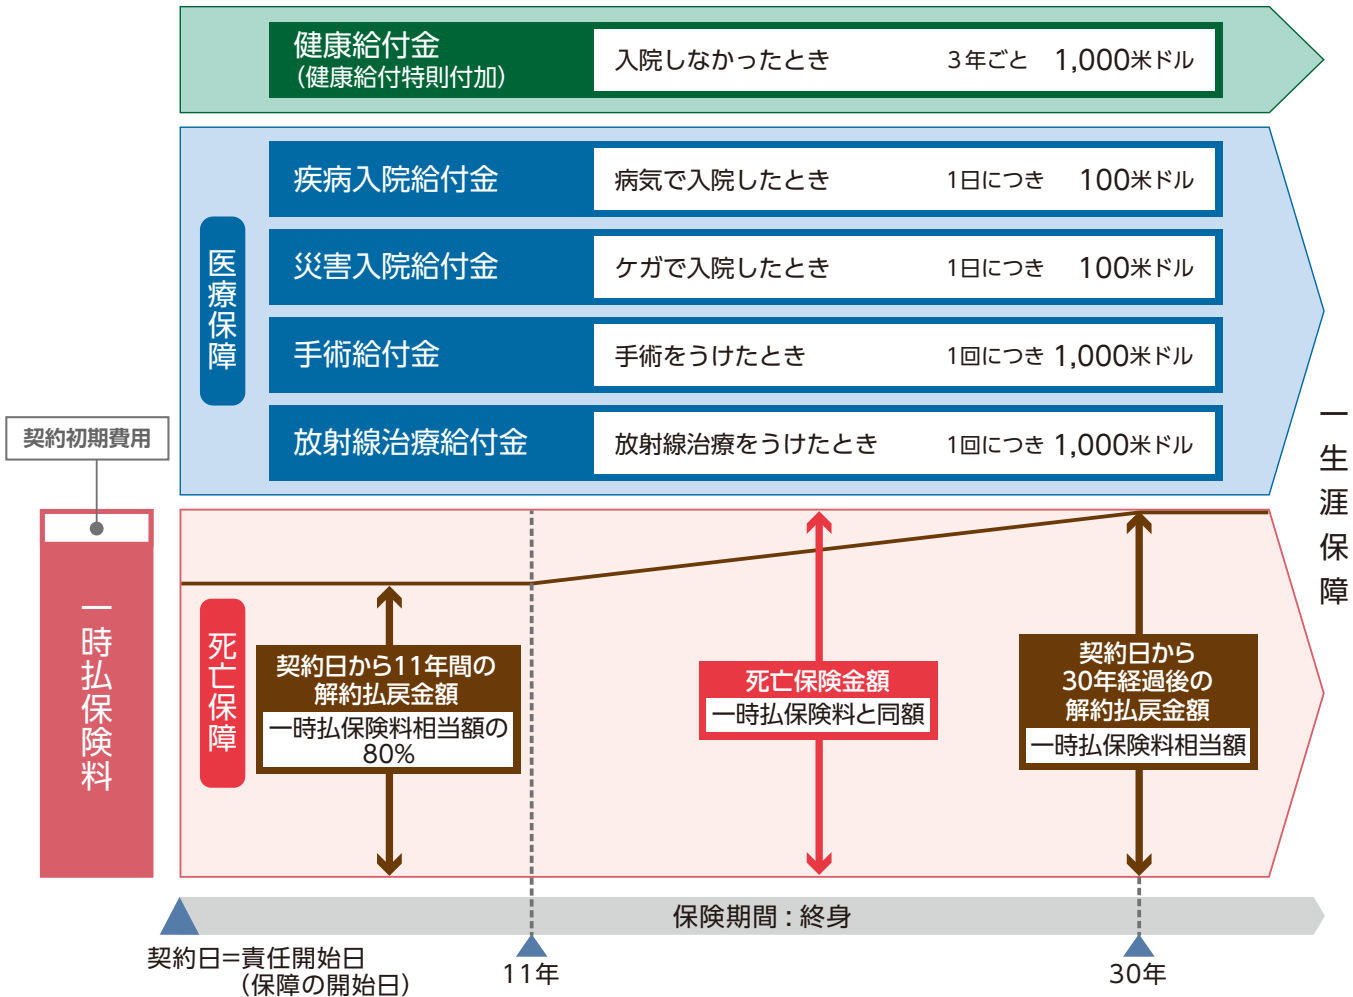 健康給付金
（健康給付特則付加）
入院しなかったとき 3年ごと 1,000米ドル
医療保障
疾病入院給付金
病気で入院したとき 1日につき 100米ドル
災害入院給付金
ケガで入院したとき 1日につき 100米ドル
手術給付金
手術をうけたとき 1回につき 1,000米ドル
放射線治療給付金
放射線治療をうけたとき 1回につき 1,000米ドル
一生涯保障
契約初期費用
一時払保険料
死亡保障
契約日から11年間の
解約払戻金額
一時払保険料相当額の
80%
死亡保険金額
一時払保険料と同額
契約日から
30年経過後の
解約払戻金額
一時払保険料相当額
保険期間：終身
契約日＝責任開始日
（保障の開始日）
11年
30年